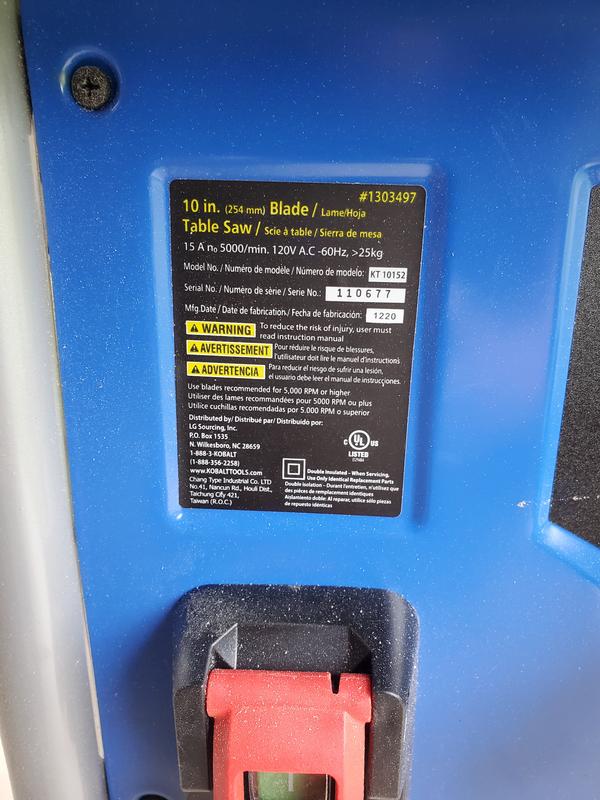 #1303497
10 in. (254 mm) Blade / Lame/Hoja
Table Saw / Scie à table / Sierra de mesa
15 A n₀ 5000/min. 120V A.C -60Hz, >25kg
Model No. / Numéro de modèle / Número de modelo: KT 10152
Serial No. / Numéro de série / Serie No.: 110677
Mfg Date / Date de fabrication / Fecha de fabricación: 1220
WARNING To reduce the risk of injury, user must
read instruction manual
AVERTISSEMENT Pour réduire le risque de blessures,
l'utilisateur doit lire le manuel d'instructions
ADVERTENCIA Para reducir el riesgo de sufrir una lesión,
el usuario debe leer el manual de instrucciones.
Use blades recommended for 5,000 RPM or higher
Utiliser des lames recommandées pour 5000 RPM ou plus
Utilice cuchillas recomendadas por 5.000 RPM o superior
Distributed by/ Distribué par/ Distribuido por:
LG Sourcing, Inc.
P.O. Box 1535
N. Wilkesboro, NC 28659
1-888-3-KOBALT
(1-888-356-2258)
www.KOBALTTOOLS.com
Chang Type Industrial Co. LTD
No.41, Nancun Rd., Houli Dist.,
Taichung City 421,
Taiwan (R.O.C.)
C UL US
LISTED
Double Insulated - When Servicing,
Use Only Identical Replacement Parts
Double isolation - Durant l'entretien, n'utilisez que
des pièces de remplacement identiques
Aislamiento doble: Al reparar, utilice sólo piezas
de repuesto idénticas